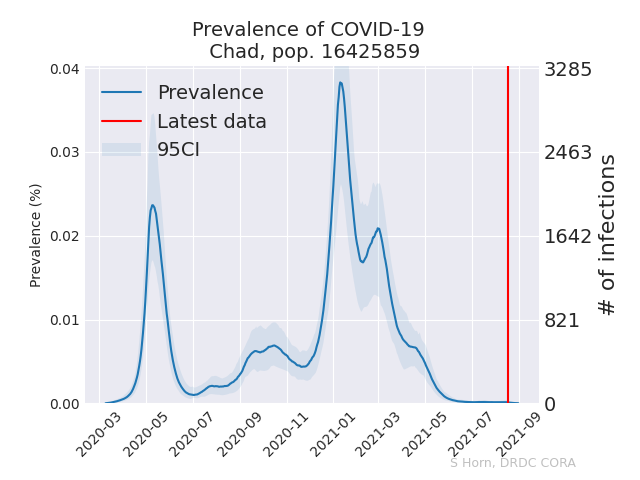 Prevalence of COVID-19
Chad, pop. 16425859
Prevalence
Latest data
95CI
Prevalence (%)
0.04
0.03
0.02
0.01
0.00
3285
2463
1642
821
0
# of infections
2020-03
2020-05
2020-07
2020-09
2020-11
2021-01
2021-03
2021-05
2021-07
2021-09
S Horn, DRDC CORA